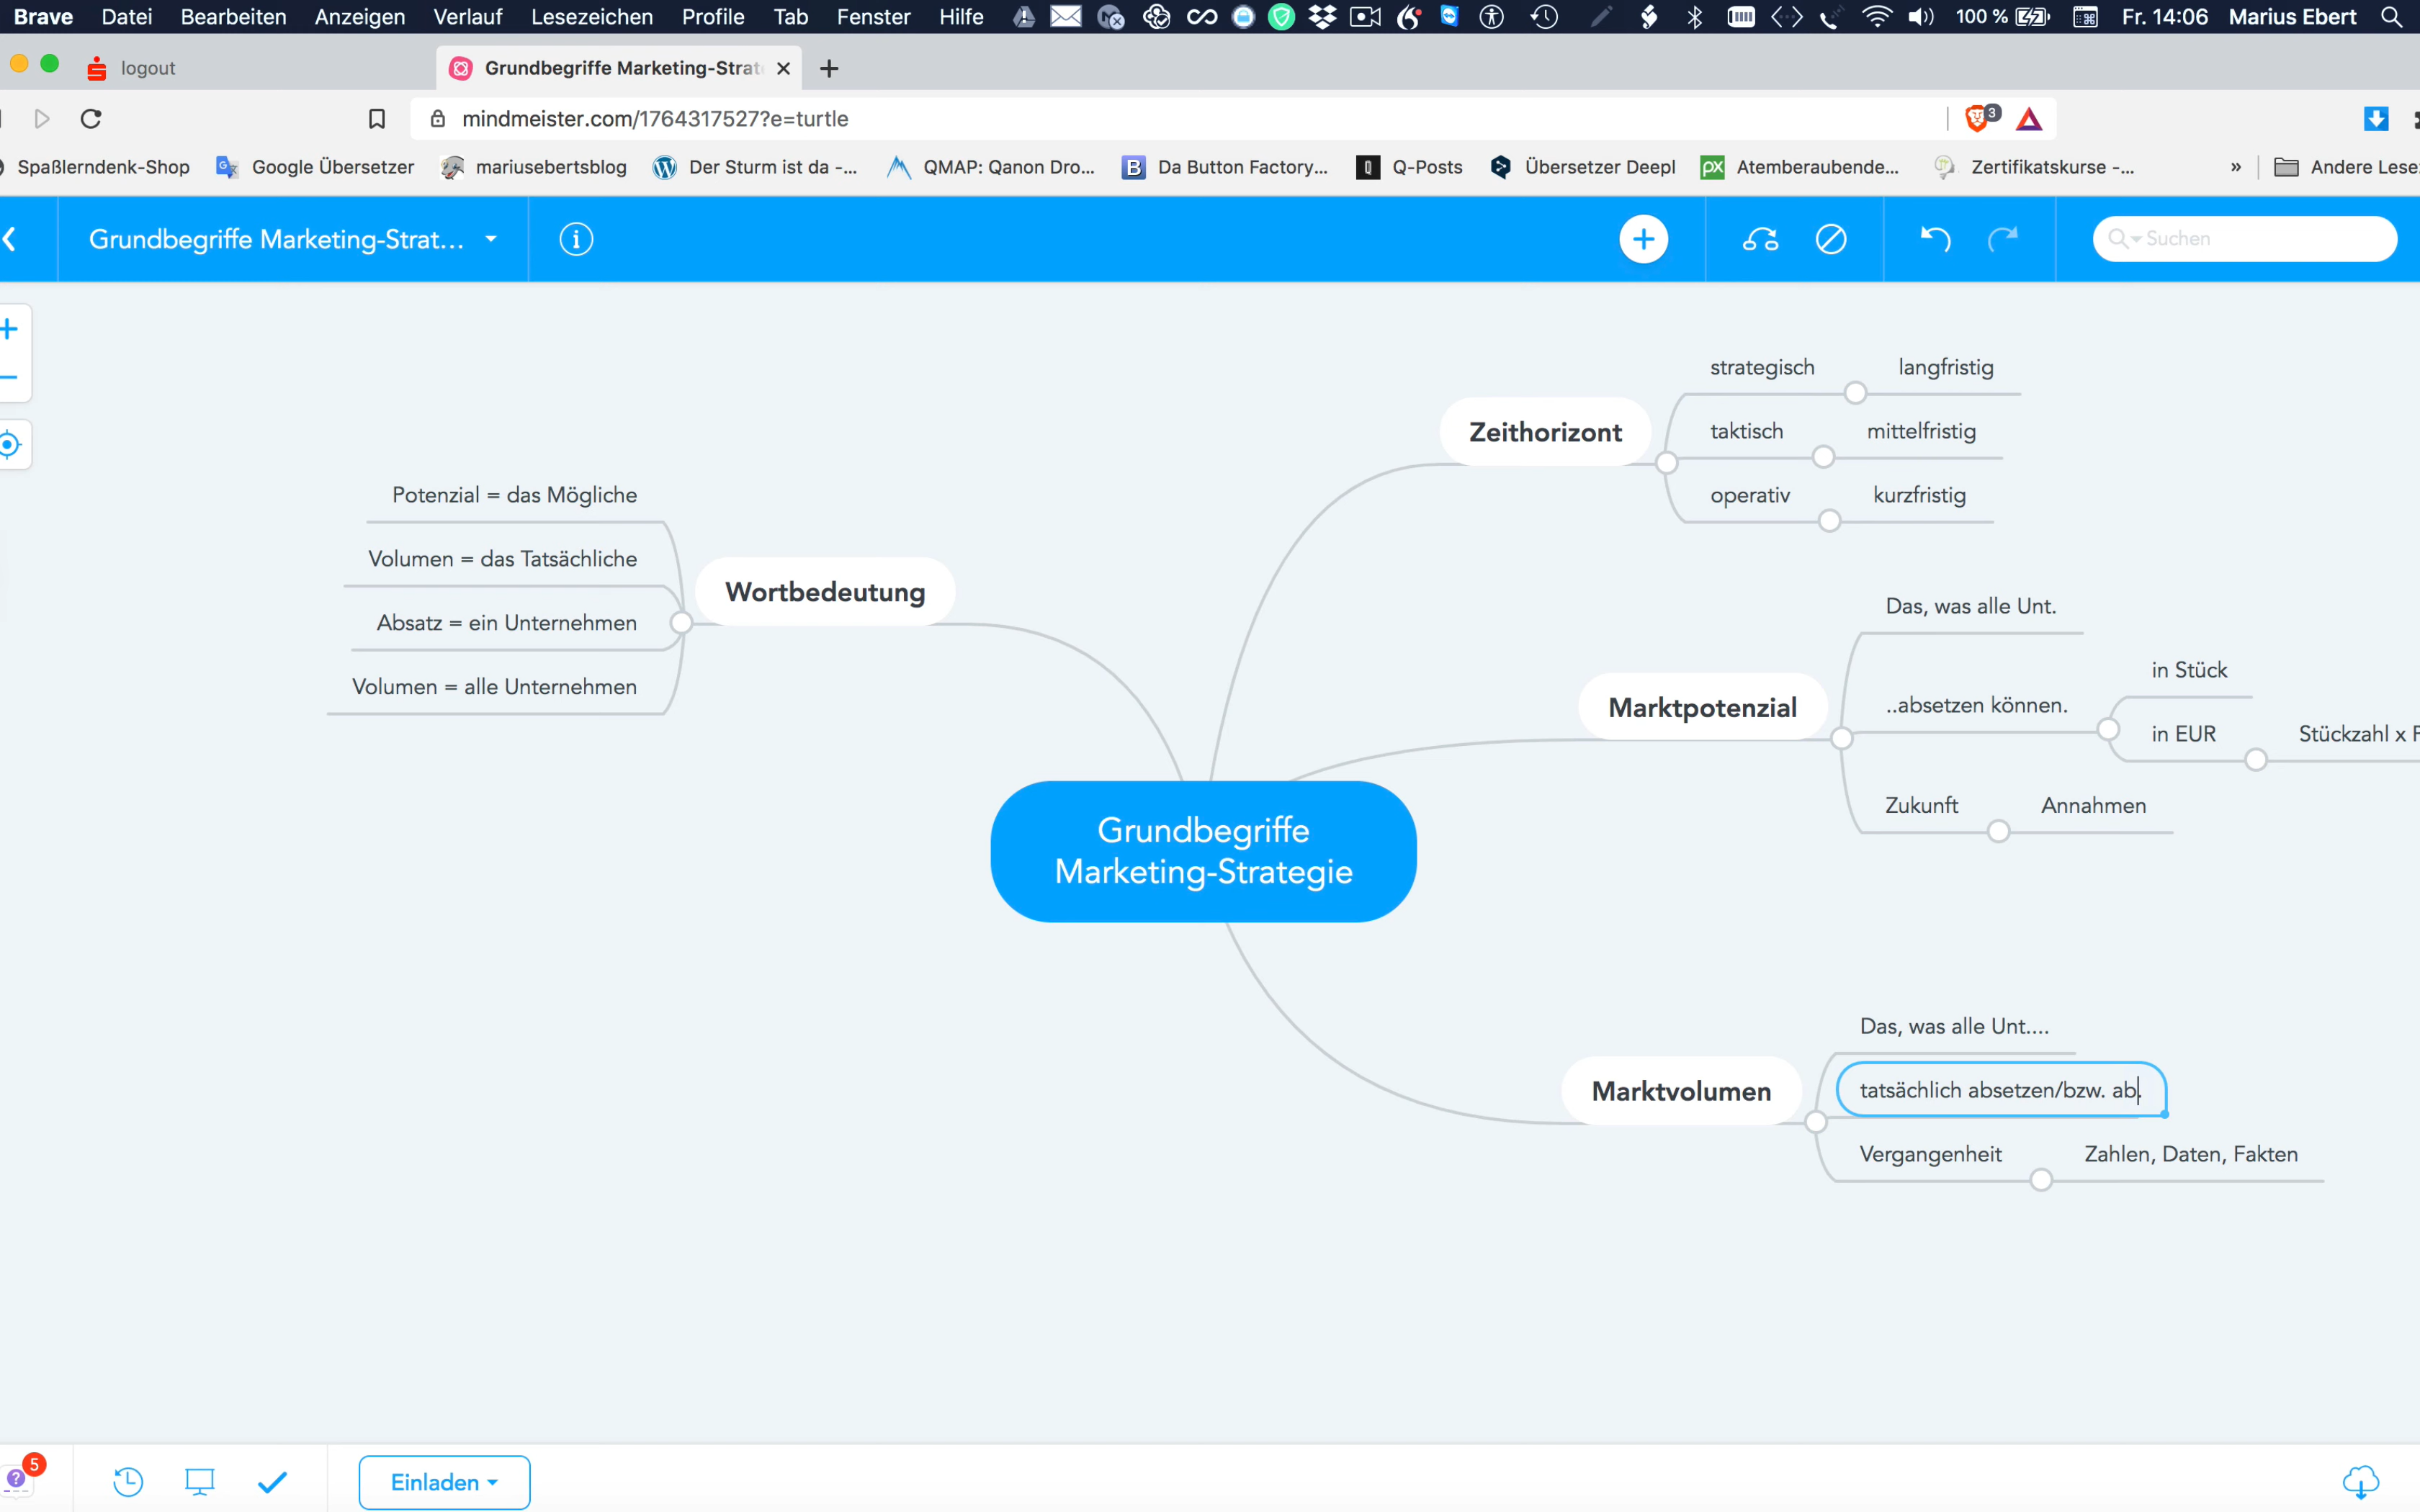 Brave Datei Bearbeiten Anzeigen Verlauf Lesezeichen Profile Tab Fenster Hilfe 100 % Fr. 14:06 Marius Ebert
logout Grundbegriffe Marketing-Strat
mindmeister.com/1764317527?e=turtle 3
Spaßlerndenk-Shop Google Übersetzer mariusebertsblog Der Sturm ist da -... QMAP: Qanon Dro... B Da Button Factory... Q-Posts Übersetzer Deepl px Atemberaubende... Zertifikatskurse -... » Andere Lese
Grundbegriffe Marketing-Strat... Suchen
strategisch langfristig
Zeithorizont
taktisch mittelfristig
operativ kurzfristig
Potenzial = das Mögliche
Volumen = das Tatsächliche
Wortbedeutung
Absatz = ein Unternehmen
Volumen = alle Unternehmen
Das, was alle Unt.
in Stück
Marktpotenzial
..absetzen können.
in EUR Stückzahl x
Zukunft Annahmen
Grundbegriffe
Marketing-Strategie
Das, was alle Unt....
Marktvolumen
tatsächlich absetzen/bzw. ab.
Vergangenheit Zahlen, Daten, Fakten
5
Einladen